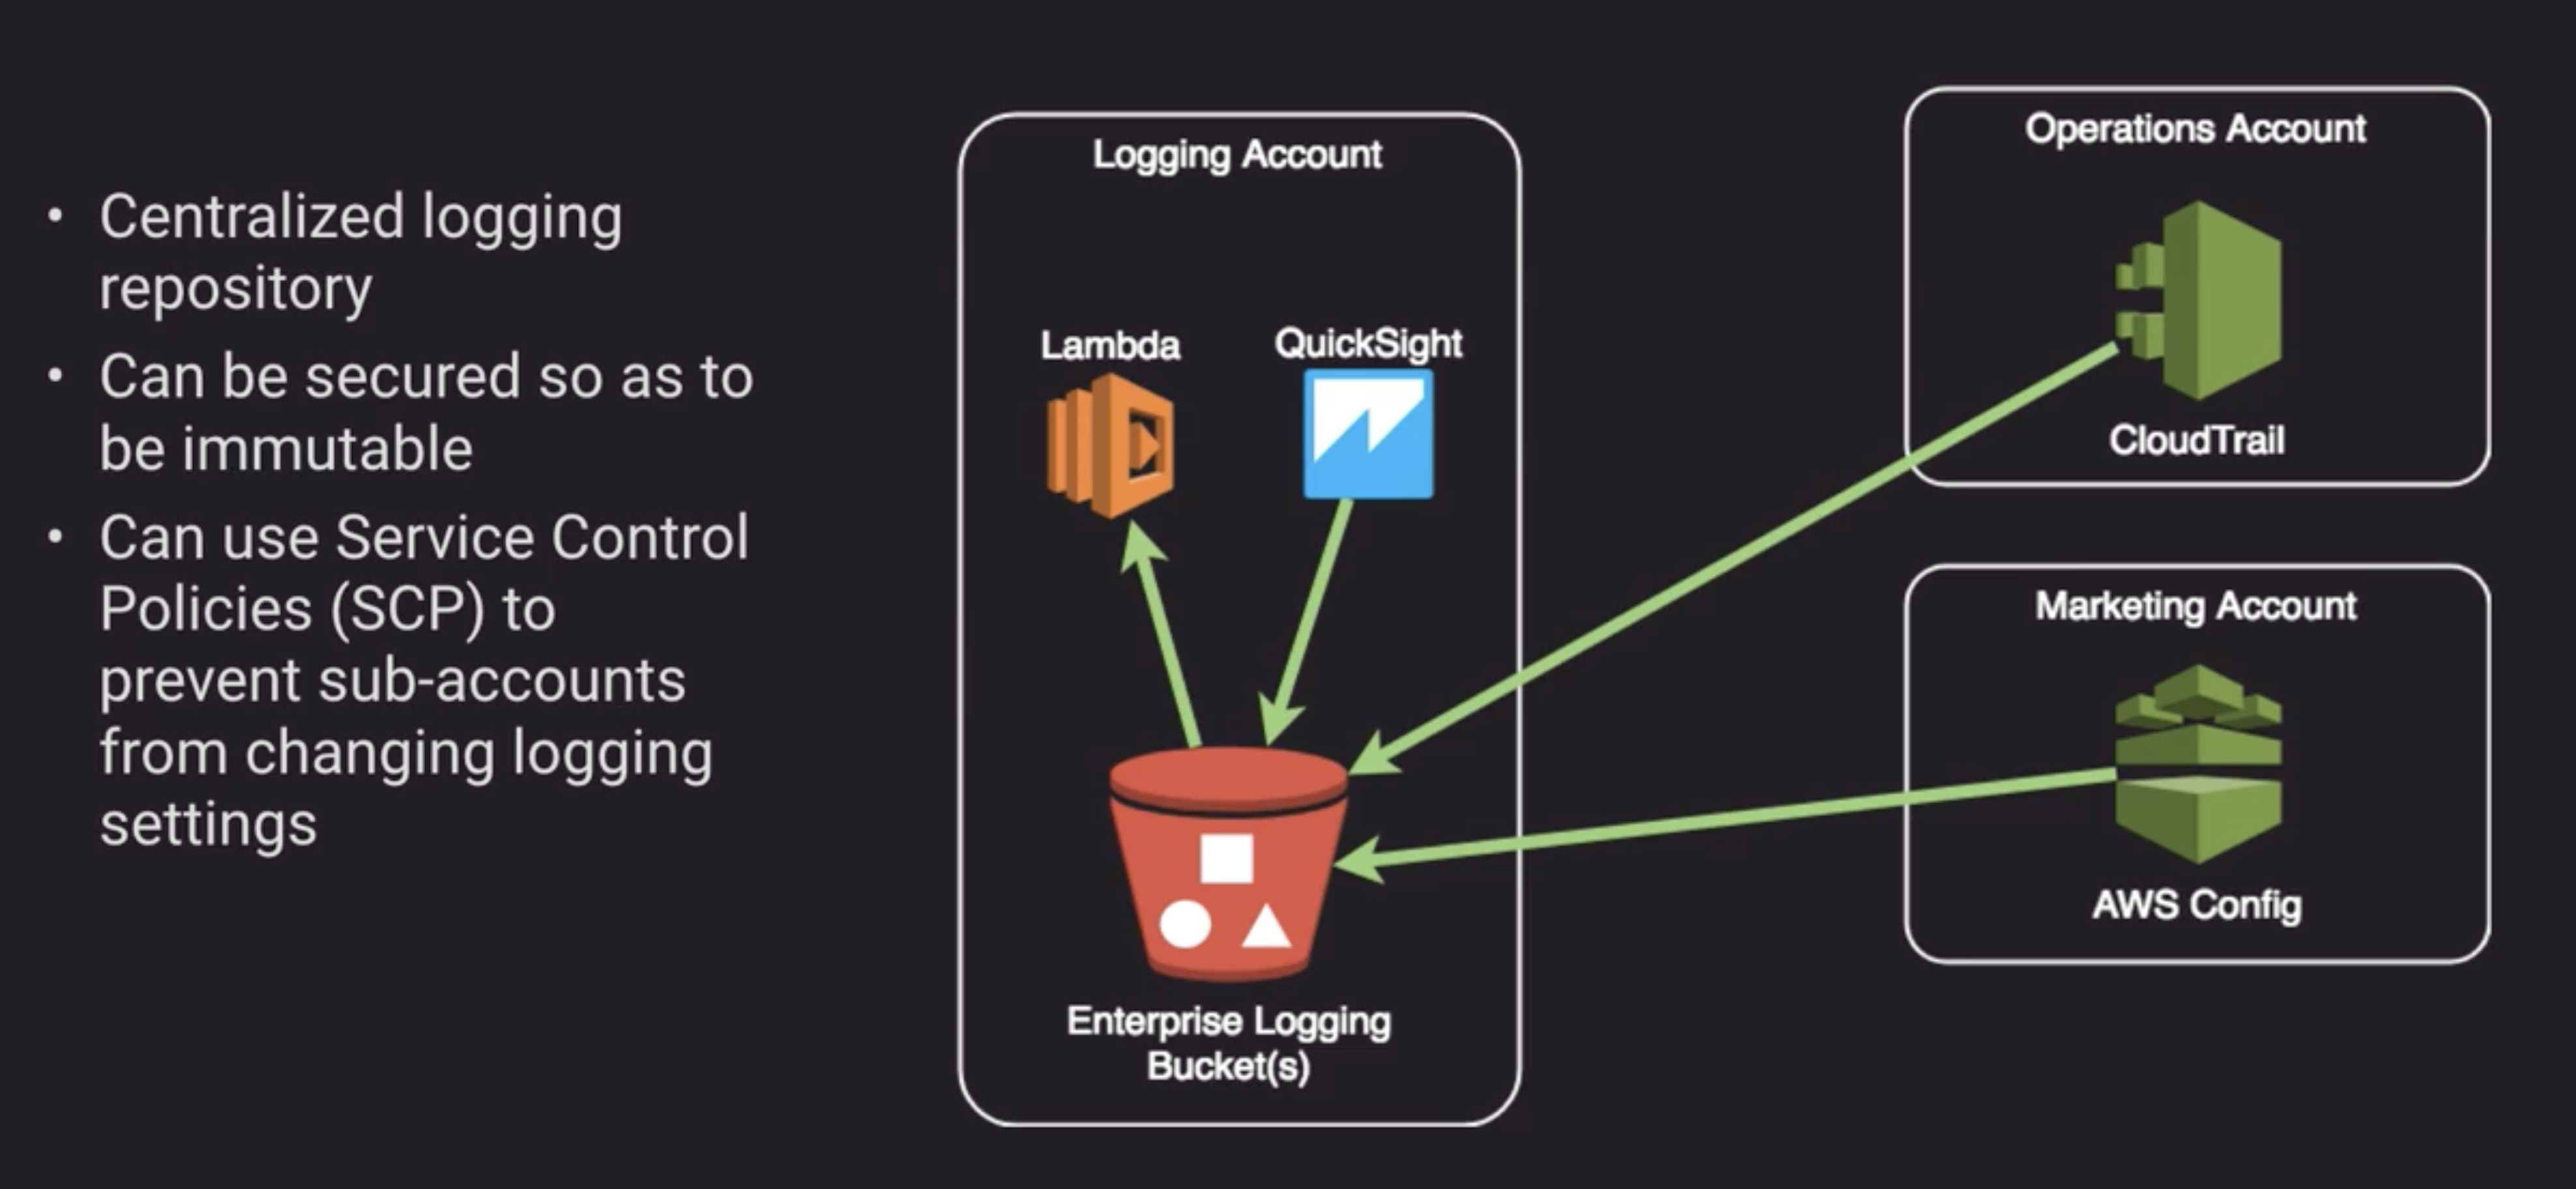 • Centralized logging
repository
• Can be secured so as to
be immutable
• Can use Service Control
Policies (SCP) to
prevent sub-accounts
from changing logging
settings
Logging Account
Lambda
QuickSight
Enterprise Logging
Bucket(s)
Operations Account
CloudTrail
Marketing Account
AWS Config